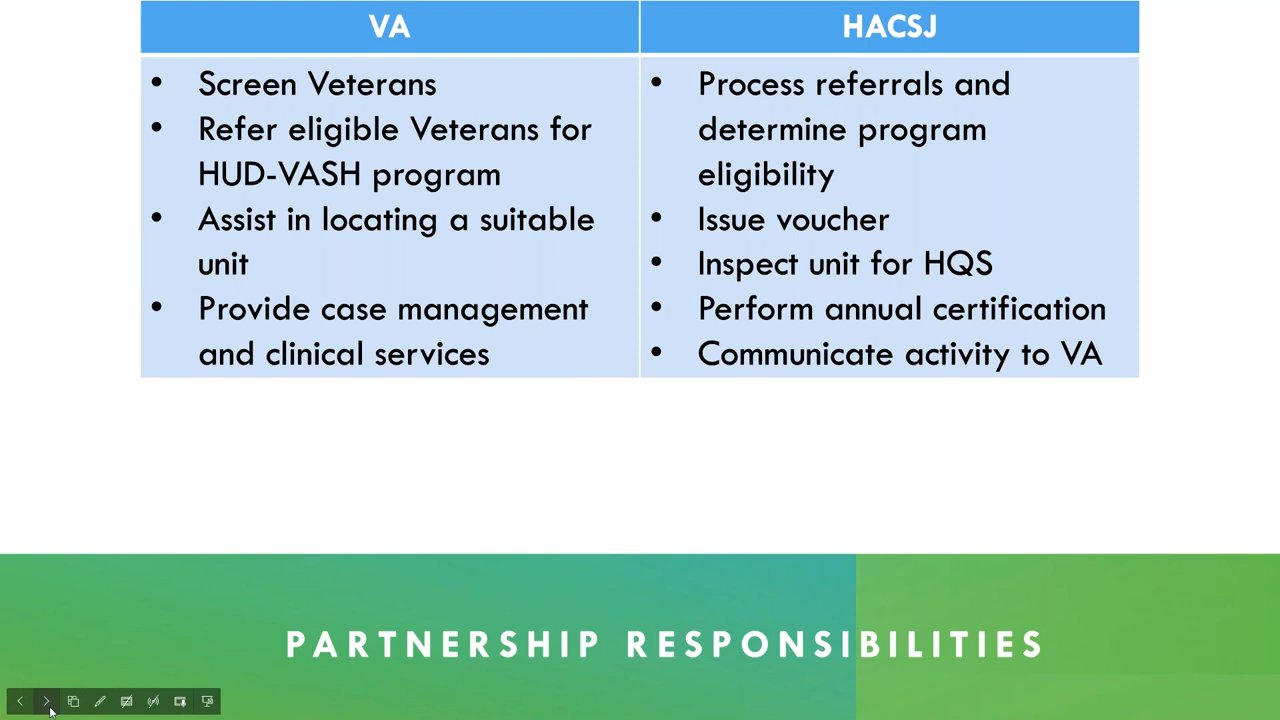 VA
HACSJ
• Screen Veterans
• Refer eligible Veterans for
HUD-VASH program
• Assist in locating a suitable
unit
• Provide case management
and clinical services
• Process referrals and
determine program
eligibility
• Issue voucher
• Inspect unit for HQS
• Perform annual certification
• Communicate activity to VA
PARTNERSHIP RESPONSIBILITIES